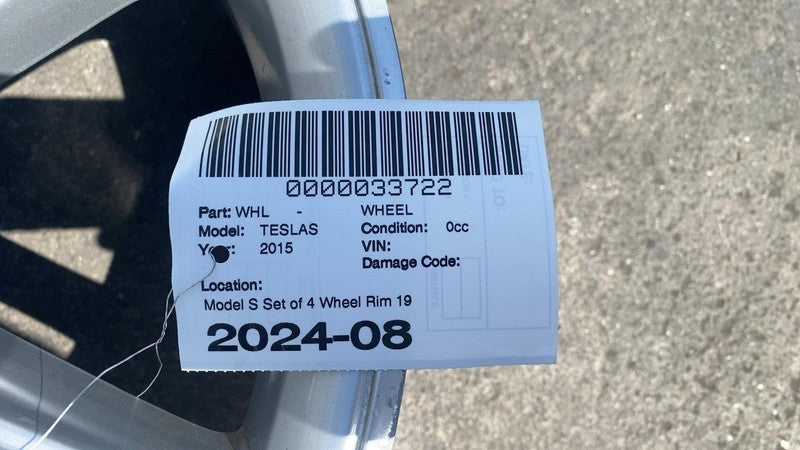 0000033722
Part: WHL - WHEEL
Model: TESLAS Condition: 0cc
Year: 2015 VIN:
Damage Code:
Location:
Model S Set of 4 Wheel Rim 19
2024-08